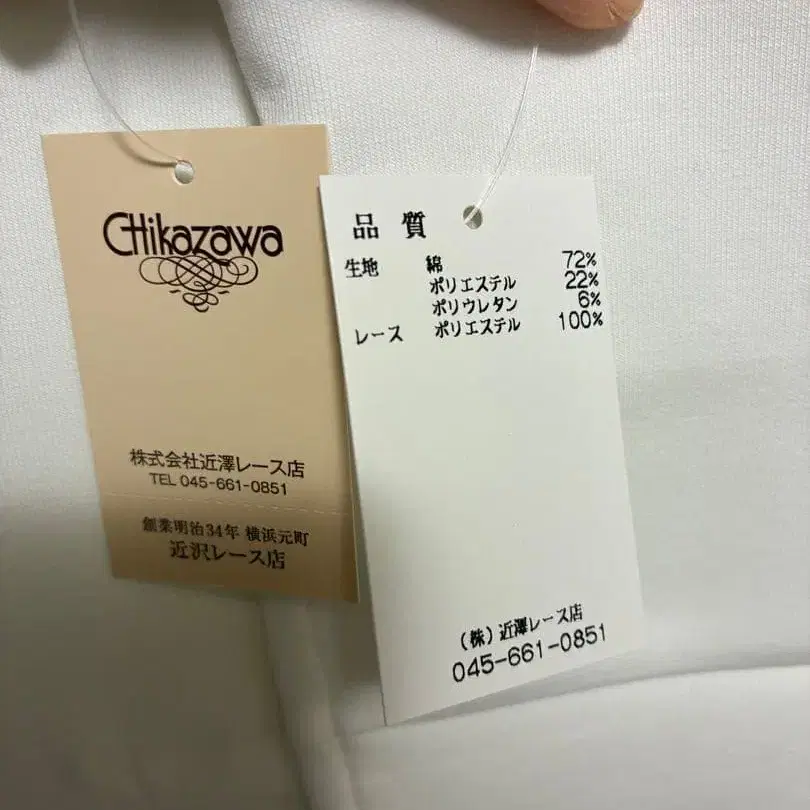 CHikazawa
株式会社近澤レース店
TEL 045-661-0851
創業明治34年 横浜元町
近沢レース店
品 質
生地 綿 72%
ポリエステル 22%
ポリウレタン 6%
レース ポリエステル 100%
(株)近澤レース店
045-661-0851